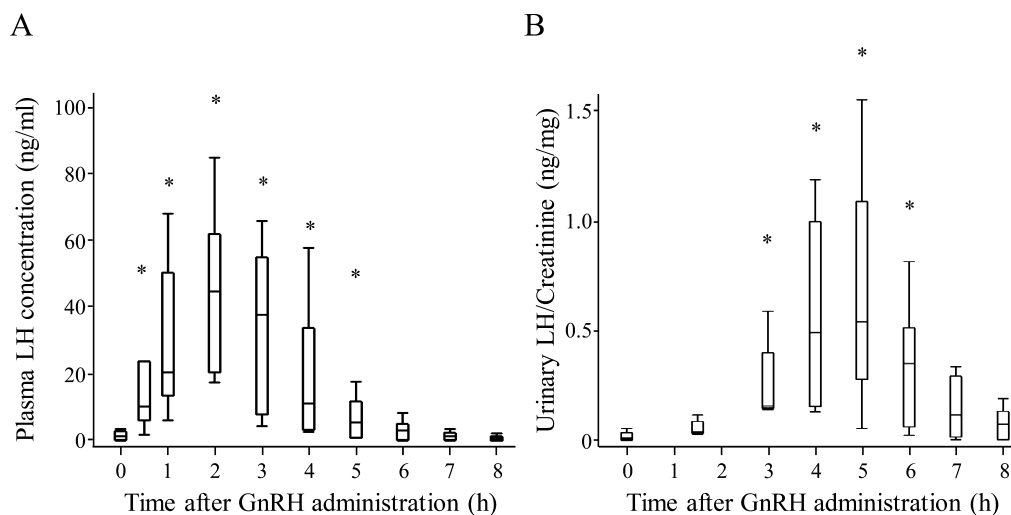 A
Plasma LH concentration (ng/ml)
100
80
60
40
20
0
*
*
*
*
*
*
0 1 2 3 4 5 6 7 8
Time after GnRH administration (h)
B
Urinary LH/Creatinine (ng/mg)
1.5
1.0
0.5
0
*
*
*
*
0 1 2 3 4 5 6 7 8
Time after GnRH administration (h)